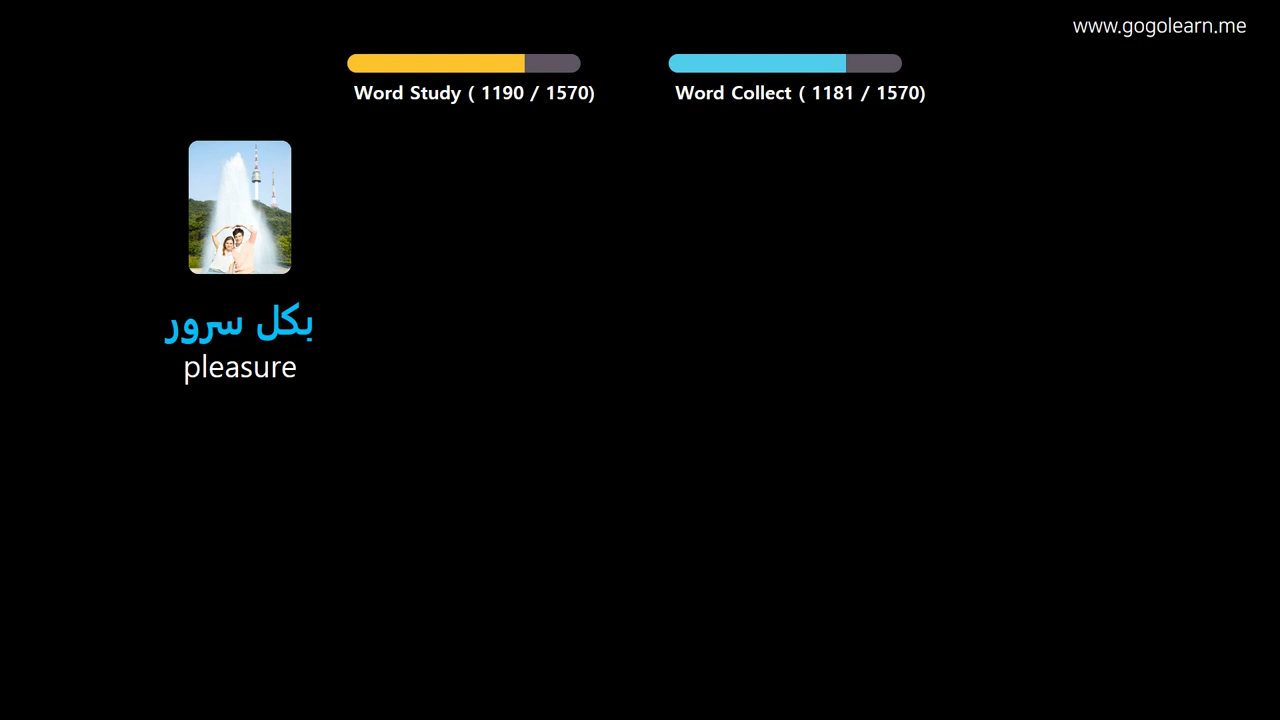 www.gogolearn.me
Word Study ( 1190 / 1570)
Word Collect ( 1181 / 1570)
بكل سرور
pleasure